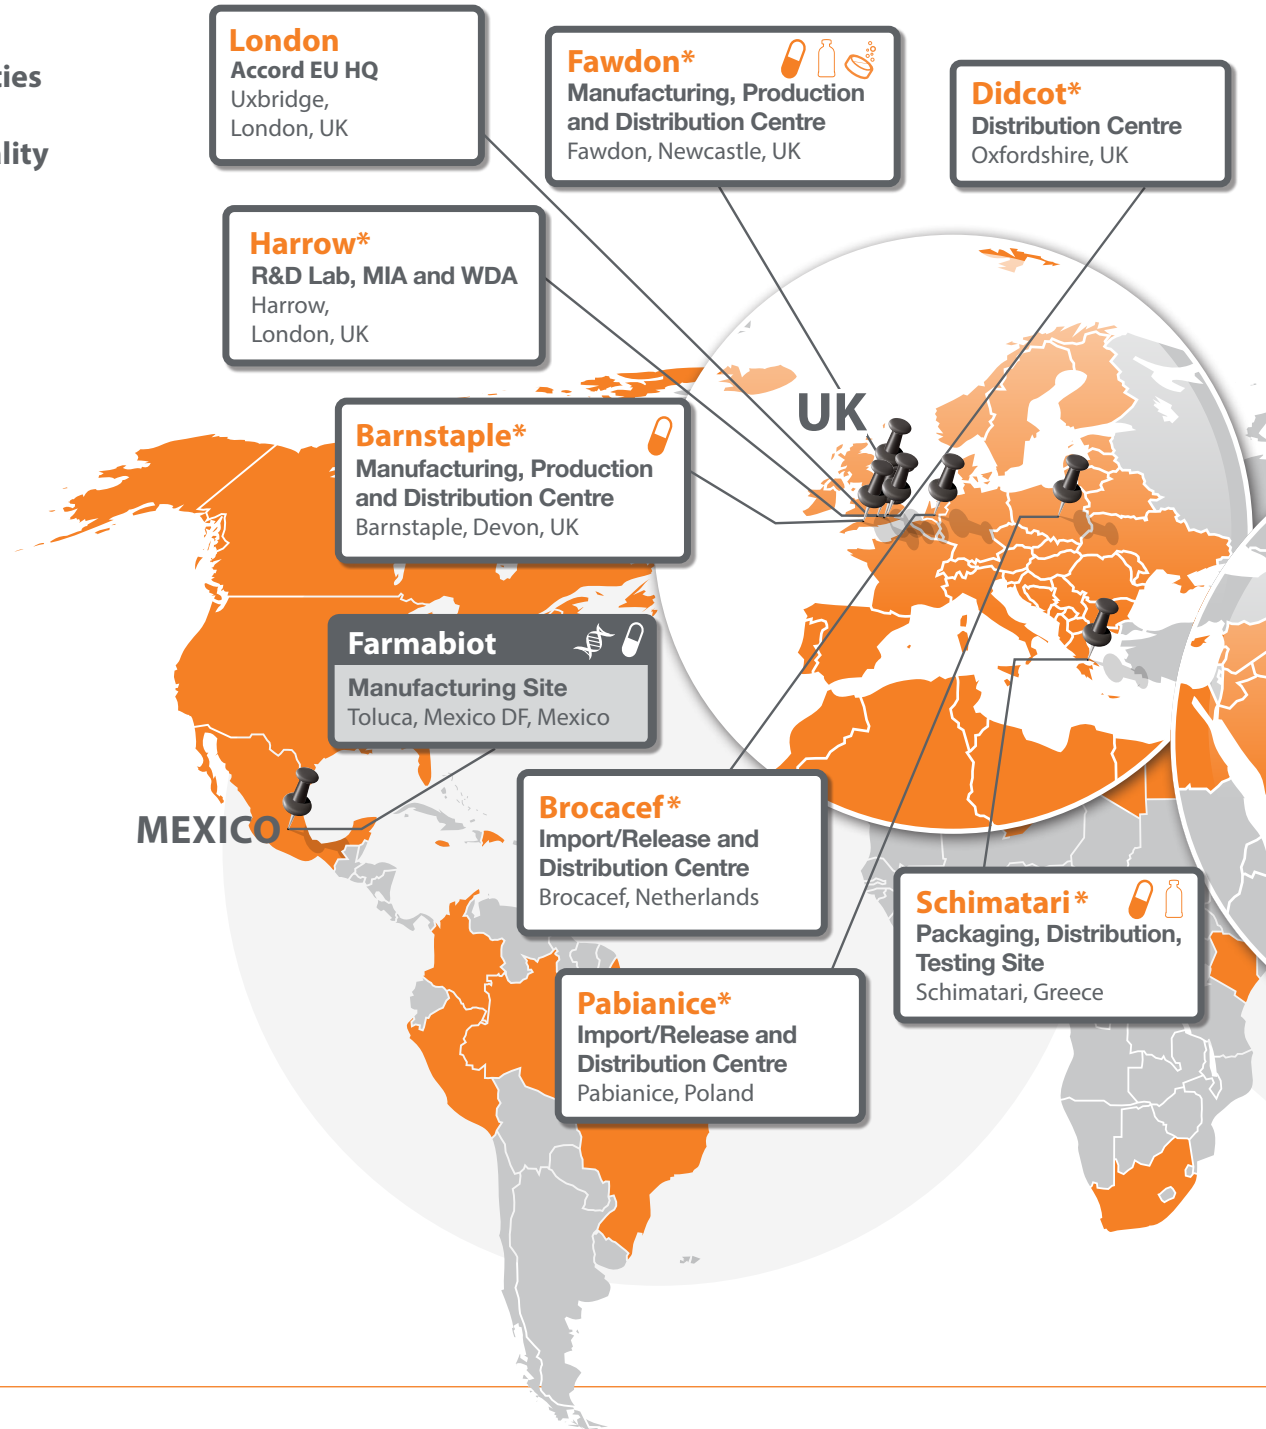 London
Accord EU HQ
Uxbridge,
London, UK
Fawdon*
Manufacturing, Production
and Distribution Centre
Fawdon, Newcastle, UK
Didcot*
Distribution Centre
Oxfordshire, UK
Harrow*
R&D Lab, MIA and WDA
Harrow,
London, UK
UK
Barnstaple*
Manufacturing, Production
and Distribution Centre
Barnstaple, Devon, UK
Farmabiot
Manufacturing Site
Toluca, Mexico DF, Mexico
MEXICO
Brocacef*
Import/Release and
Distribution Centre
Brocacef, Netherlands
Schimatari*
Packaging, Distribution,
Testing Site
Schimatari, Greece
Pabianice*
Import/Release and
Distribution Centre
Pabianice, Poland